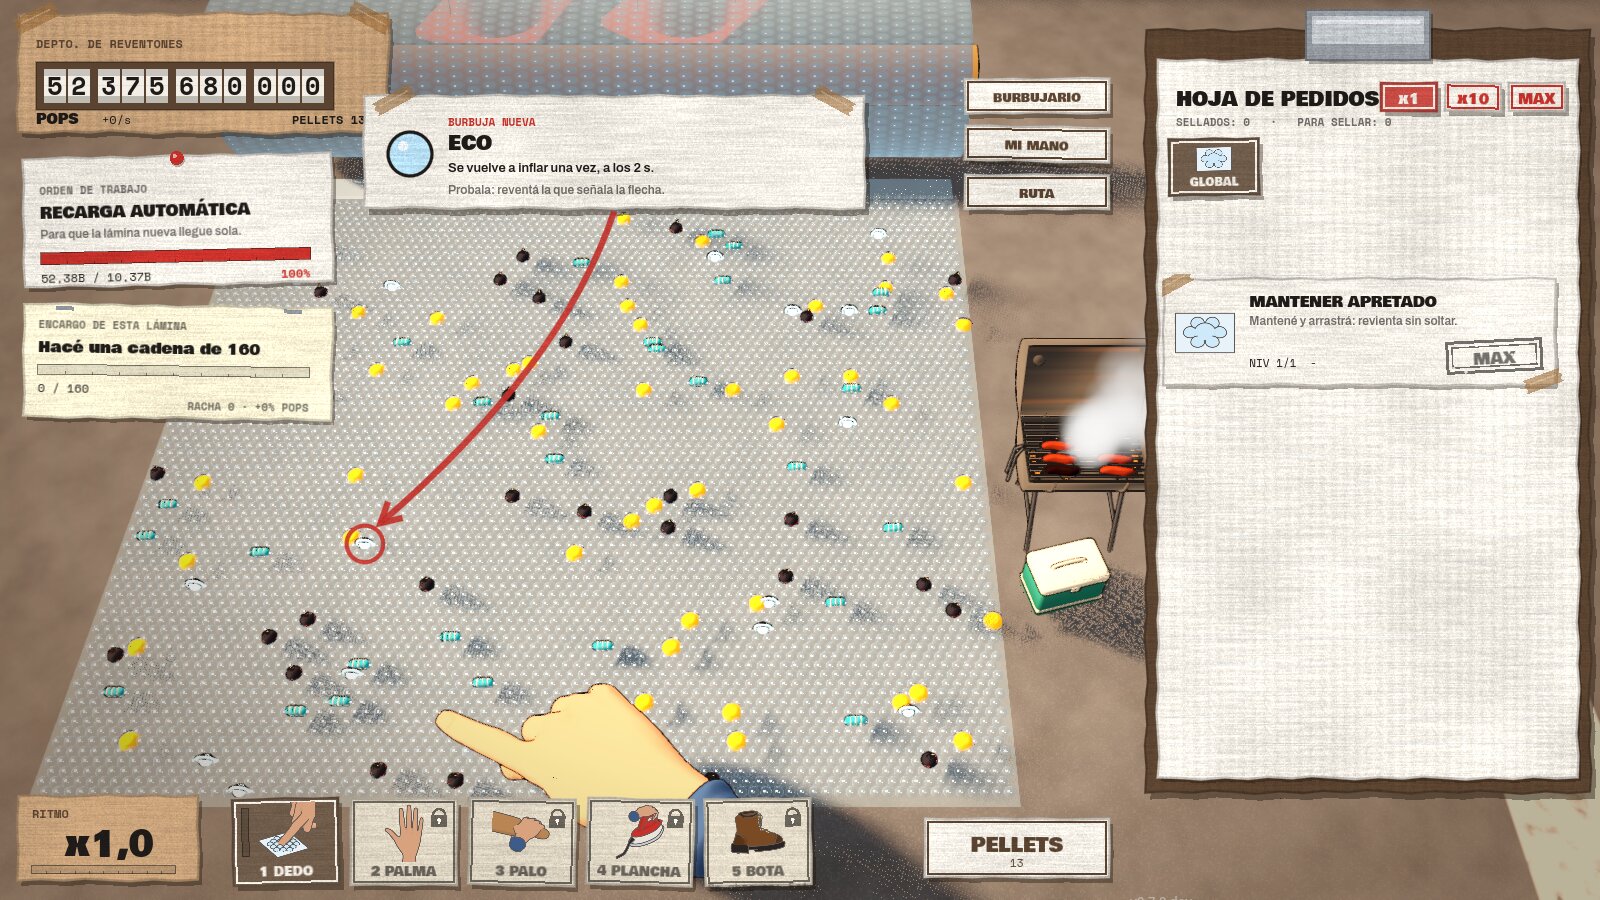 DEPTO. DE REVENTONES
52 375 680 000
POPS +0/s PELLETS 13
BURBUJA NUEVA
ECO
Se vuelve a inflar una vez, a los 2 s.
Probala: reventá la que señala la flecha.
ORDEN DE TRABAJO
RECARGA AUTOMÁTICA
Para que la lámina nueva llegue sola.
52.38B / 10.37B 100%
ENCARGO DE ESTA LÁMINA
Hacé una cadena de 160
0 / 160
RACHA 0 · +0% POPS
BURBUJARIO
MI MANO
RUTA
HOJA DE PEDIDOS x1 x10 MAX
SELLADOS: 0 · PARA SELLAR: 0
GLOBAL
MANTENER APRETADO
Mantené y arrastrá: revienta sin soltar.
NIV 1/1 -
MAX
RITMO
x1,0
1 DEDO
2 PALMA
3 PALO
4 PLANCHA
5 BOTA
PELLETS
13